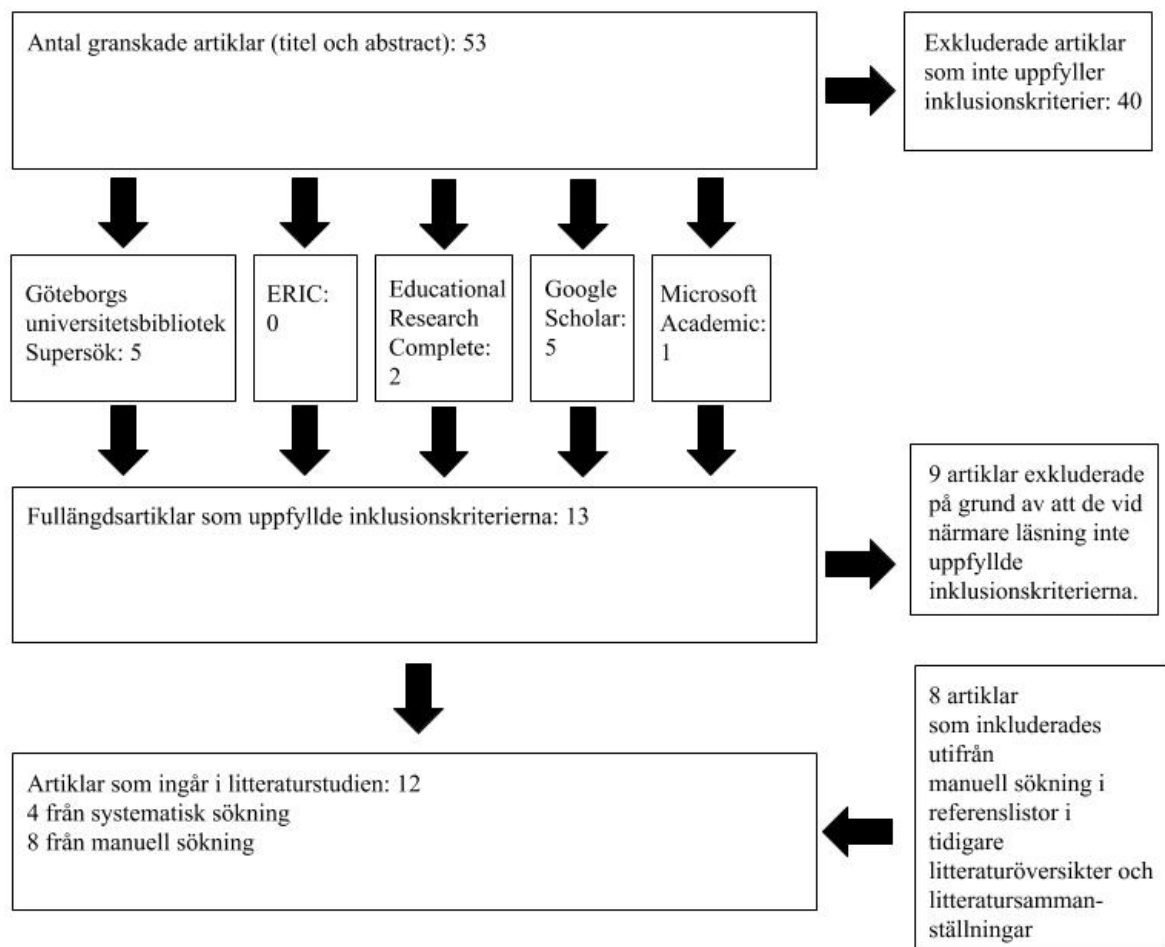 Antal granskade artiklar (titel och abstract): 53
Exkluderade artiklar
som inte uppfyller
inklusionskriterier: 40
Göteborgs
universitetsbibliotek
Supersök: 5
ERIC:
0
Educational
Research
Complete:
2
Google
Scholar:
5
Microsoft
Academic:
1
Fullängdsartiklar som uppfyllde inklusionskriterierna: 13
9 artiklar exkluderade
på grund av att de vid
närmare läsning inte
uppfyllde
inklusionskriterierna.
Artiklar som ingår i litteraturstudien: 12
4 från systematisk sökning
8 från manuell sökning
8 artiklar
som inkluderades
utifrån
manuell sökning i
referenslistor i
tidigare
litteraturöversikter och
litteratursamman-
ställningar